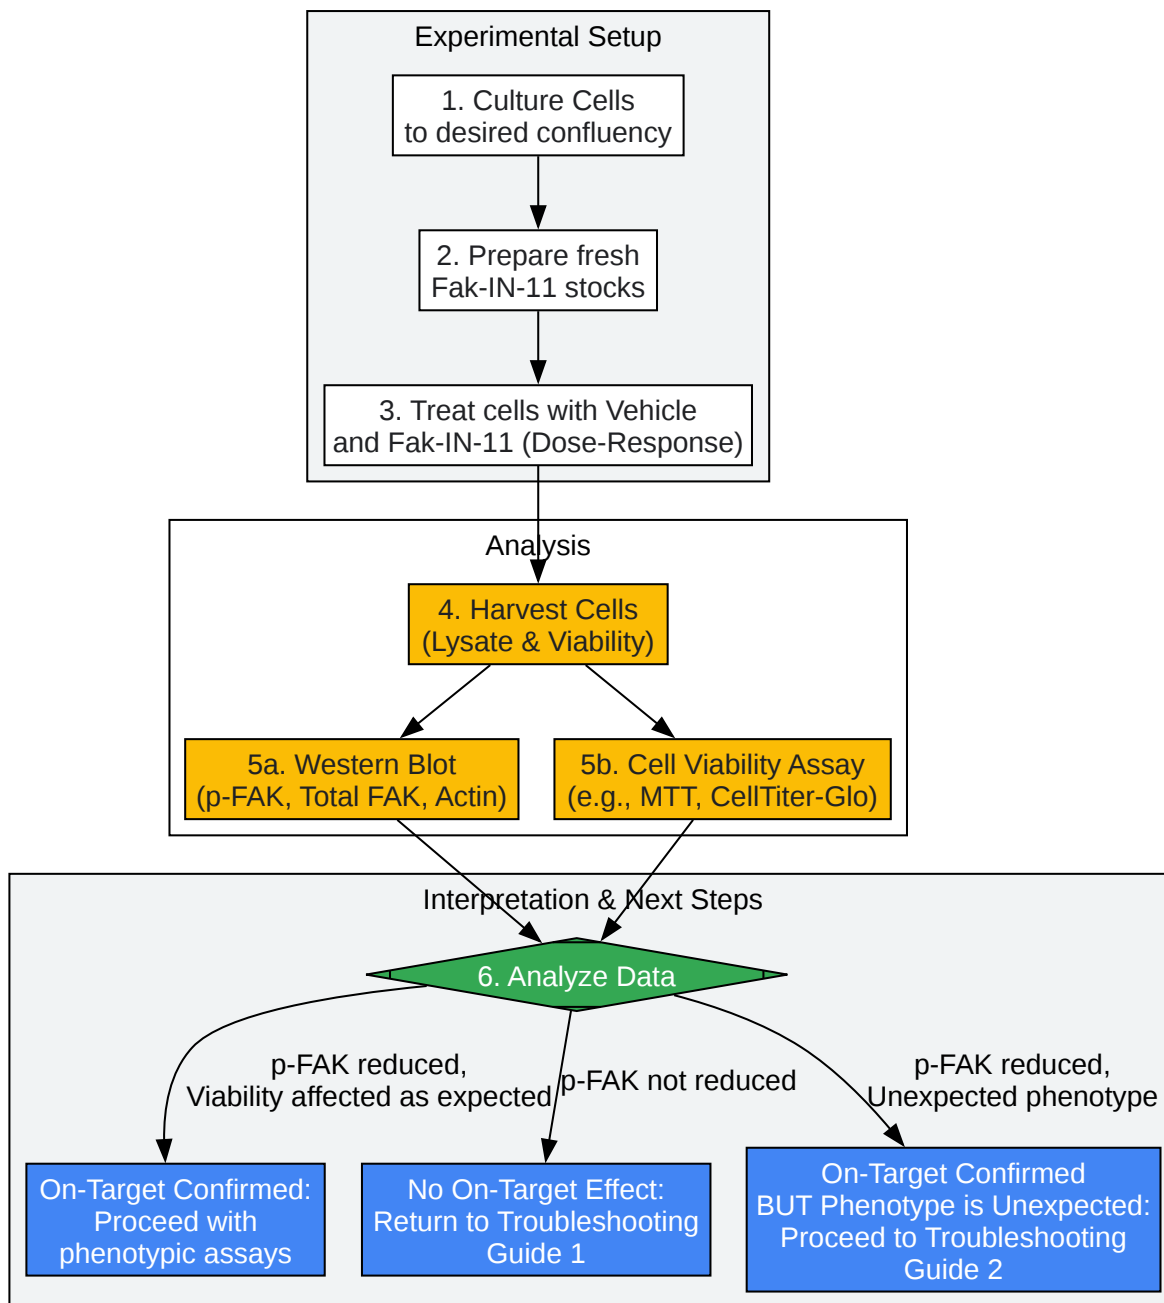 Experimental Setup
1. Culture Cells
to desired confluency
2. Prepare fresh
Fak-IN-11 stocks
3. Treat cells with Vehicle
and Fak-IN-11 (Dose-Response)
Analysis
4. Harvest Cells
(Lysate & Viability)
5a. Western Blot
(p-FAK, Total FAK, Actin)
5b. Cell Viability Assay
(e.g., MTT, CellTiter-Glo)
Interpretation & Next Steps
6. Analyze Data
p-FAK reduced,
Viability affected as expected
p-FAK not reduced
p-FAK reduced,
Unexpected phenotype
On-Target Confirmed:
Proceed with
phenotypic assays
No On-Target Effect:
Return to Troubleshooting
Guide 1
On-Target Confirmed
BUT Phenotype is Unexpected:
Proceed to Troubleshooting
Guide 2